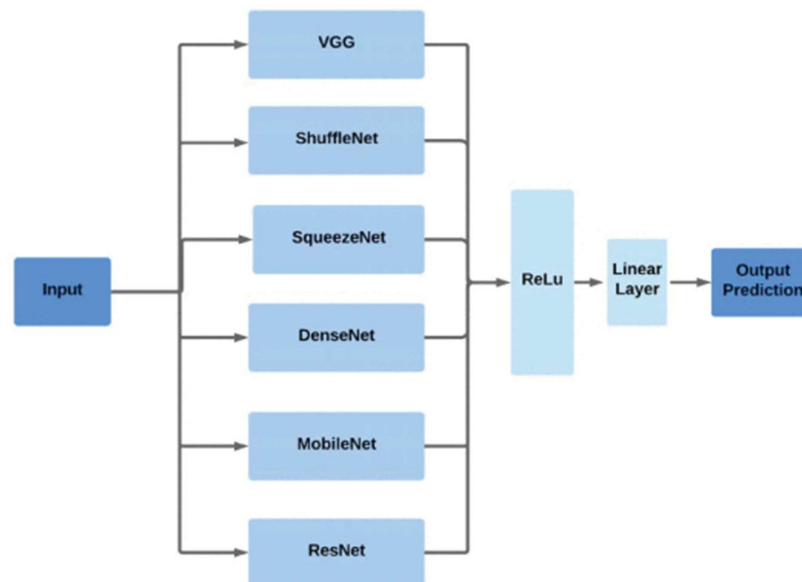 VGG
ShuffleNet
SqueezeNet
Input
DenseNet
MobileNet
ResNet
ReLu
Linear
Layer
Output
Prediction